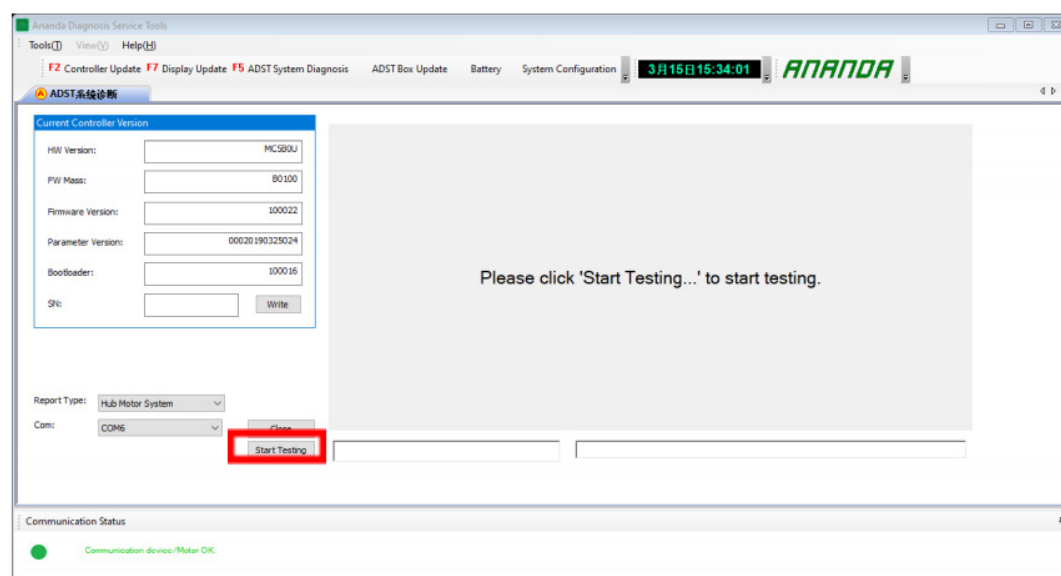 Ananda Diagnosis Service Tools
Tools(T) View(V) Help(H)
F2 Controller Update F7 Display Update F5 ADST System Diagnosis ADST Box Update Battery System Configuration 3月15日15:34:01 ANANDA
ADST系统诊断
Current Controller Version
HW Version: MC5B0U
FW Mass: B0100
Firmware Version: 100022
Parameter Version: 00020190325024
Bootloader: 100016
SN: Write
Please click 'Start Testing...' to start testing.
Report Type: Hub Motor System
Com: COM6
Close
Start Testing
Communication Status
Communication device/Motor OK.